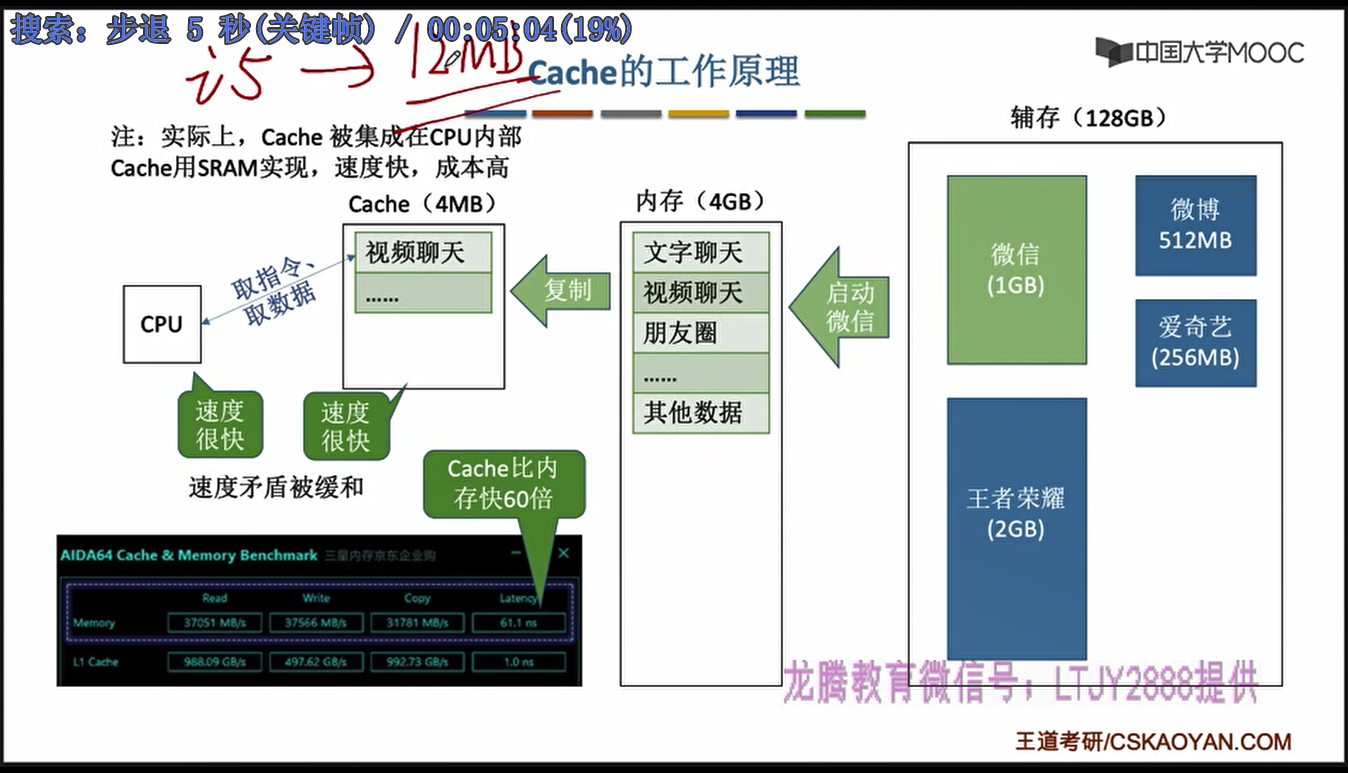 搜索：步退 5 秒(关键帧) / 00:05:04(19%)
i5 → 12MB
Cache的工作原理
中国大学MOOC
注：实际上，Cache 被集成在CPU内部
Cache用SRAM实现，速度快，成本高
Cache（4MB）
内存（4GB）
辅存（128GB）
CPU
取指令、
取数据
视频聊天
......
复制
文字聊天
视频聊天
朋友圈
......
其他数据
启动
微信
微信
(1GB)
微博
512MB
爱奇艺
(256MB)
王者荣耀
(2GB)
速度
很快
速度
很快
速度矛盾被缓和
Cache比内
存快60倍
AIDA64 Cache & Memory Benchmark 三星内存京东企业购
Read Write Copy Latency
Memory 37051 MB/s 37566 MB/s 31781 MB/s 61.1 ns
L1 Cache 988.09 GB/s 497.62 GB/s 992.73 GB/s 1.0 ns
龙腾教育微信号：LTJY2888提供
王道考研/CSKAOYAN.COM